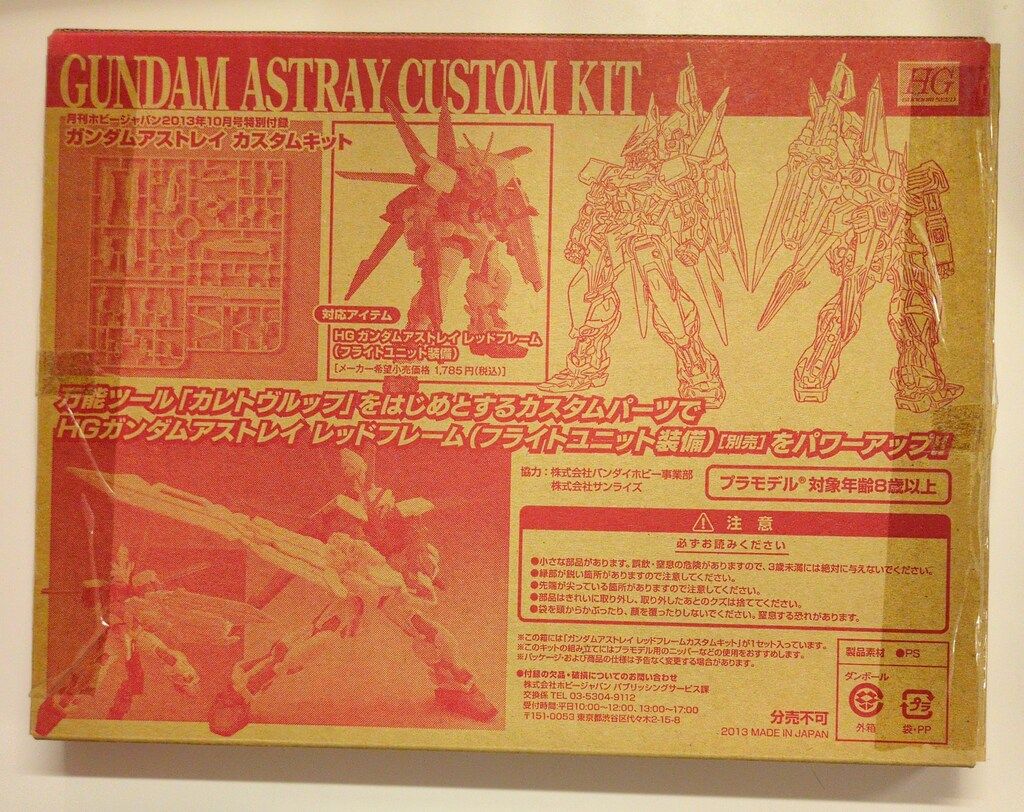 GUNDAM ASTRAY CUSTOM KIT
HG
GUNDAM SEED
月刊ホビージャパン2013年10月号特別付録
ガンダムアストレイ カスタムキット
対応アイテム
HG ガンダムアストレイ レッドフレーム
(フライトユニット装備)
[メーカー希望小売価格 1,785円(税込)]
万能ツール「カレトヴルッフ」をはじめとするカスタムパーツで
HGガンダムアストレイ レッドフレーム(フライトユニット装備)[別売]をパワーアップ!!
協力:株式会社バンダイホビー事業部
株式会社サンライズ
プラモデル® 対象年齢8歳以上
注 意
必ずお読みください
●小さな部品があります。誤飲・窒息の危険がありますので、3歳未満には絶対に与えないでください。
●縁部が鋭い箇所がありますので注意してください。
●先端が尖っている箇所がありますので注意してください。
●部品はきれいに取り外し、取り外したあとのクズは捨ててください。
●袋を頭からかぶったり、顔を覆ったりしないでください。窒息する恐れがあります。
※この箱には「ガンダムアストレイ レッドフレームカスタムキット」が1セット入っています。
※このキットの組み立てにはプラモデル用のニッパーなどの使用をおすすめします。
※パッケージ・および商品の仕様は予告なく変更する場合があります。
●付録の欠品・破損についてのお問い合わせ
株式会社ホビージャパン パブリッシングサービス課
交換係 TEL 03-5304-9112
受付時間:平日10:00〜12:00、13:00〜17:00
〒151-0053 東京都渋谷区代々木2-15-8
分売不可
2013 MADE IN JAPAN
製品素材 ●PS
ダンボール
外箱
プラ
袋・PP